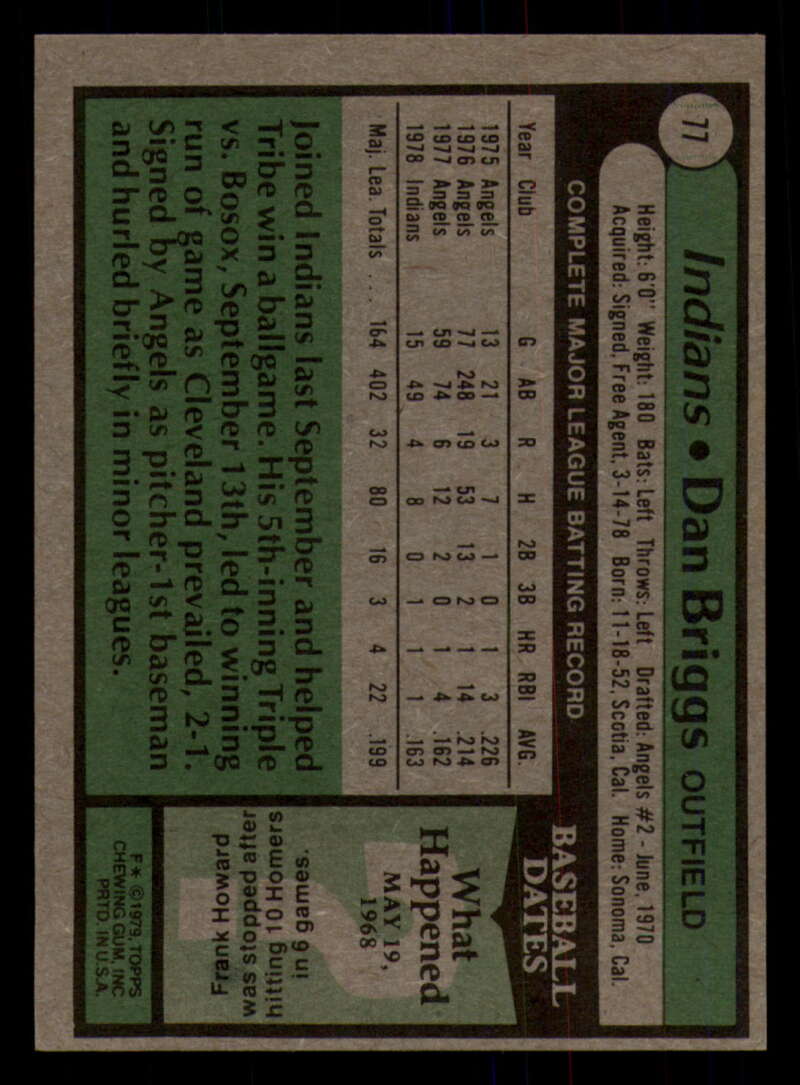 77
Indians • Dan Briggs OUTFIELD
Height: 6'0" Weight: 180 Bats: Left Throws: Left Drafted: Angels #2 - June, 1970
Acquired: Signed, Free Agent, 3-14-78 Born: 11-18-52, Scotia, Cal. Home: Sonoma, Cal.
COMPLETE MAJOR LEAGUE BATTING RECORD
Year Club G AB R H 2B 3B HR RBI AVG.
1975 Angels 13 21 3 7 1 0 1 3 .226
1976 Angels 77 248 19 53 13 2 1 14 .214
1977 Angels 59 74 6 12 2 0 1 4 .162
1978 Indians 15 49 4 8 0 1 1 1 .163
Maj. Lea. Totals . . . . 164 402 32 80 16 3 4 22 .199
Joined Indians last September and helped
Tribe win a ballgame. His 5th-inning Triple
vs. Bosox, September 13th, led to winning
run of game as Cleveland prevailed, 2-1.
Signed by Angels as pitcher-1st baseman
and hurled briefly in minor leagues.
BASEBALL
DATES
What
Happened
MAY 19,
1968
Frank Howard
was stopped after
hitting 10 Homers
in 6 games.
F* © 1979, TOPPS
CHEWING GUM, INC
PRTD. IN U.S.A.